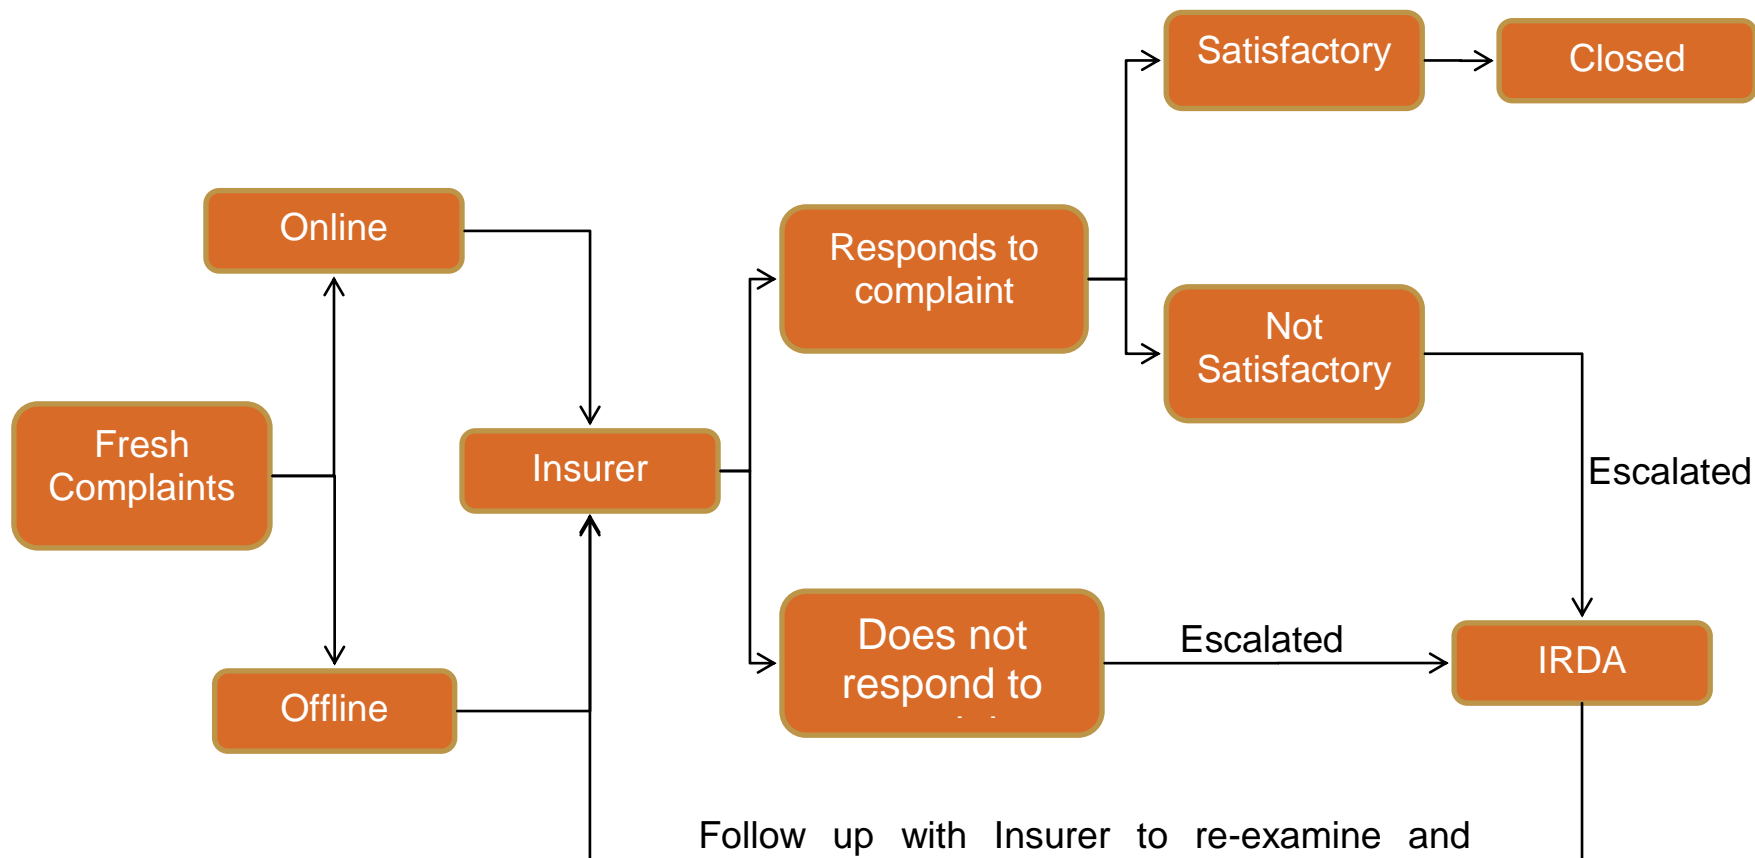 Satisfactory
Closed
Online
Responds to
complaint
Not
Satisfactory
Fresh
Complaints
Insurer
Escalated
Does not
respond to
Escalated
IRDA
Offline
Follow up with Insurer to re-examine and